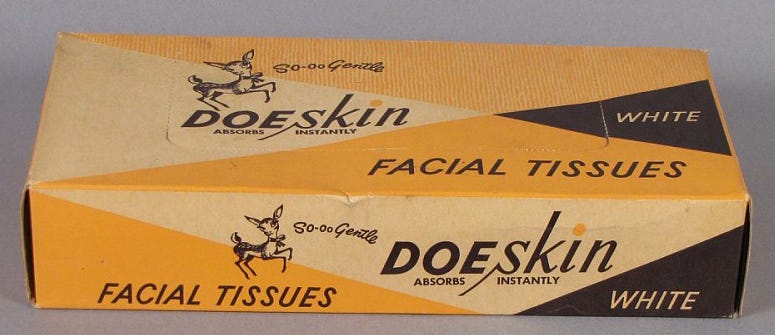 So-oo Gentle
DOESkin
ABSORBS INSTANTLY
WHITE
FACIAL TISSUES
So-oo Gentle
DOESkin
ABSORBS INSTANTLY
FACIAL TISSUES
WHITE